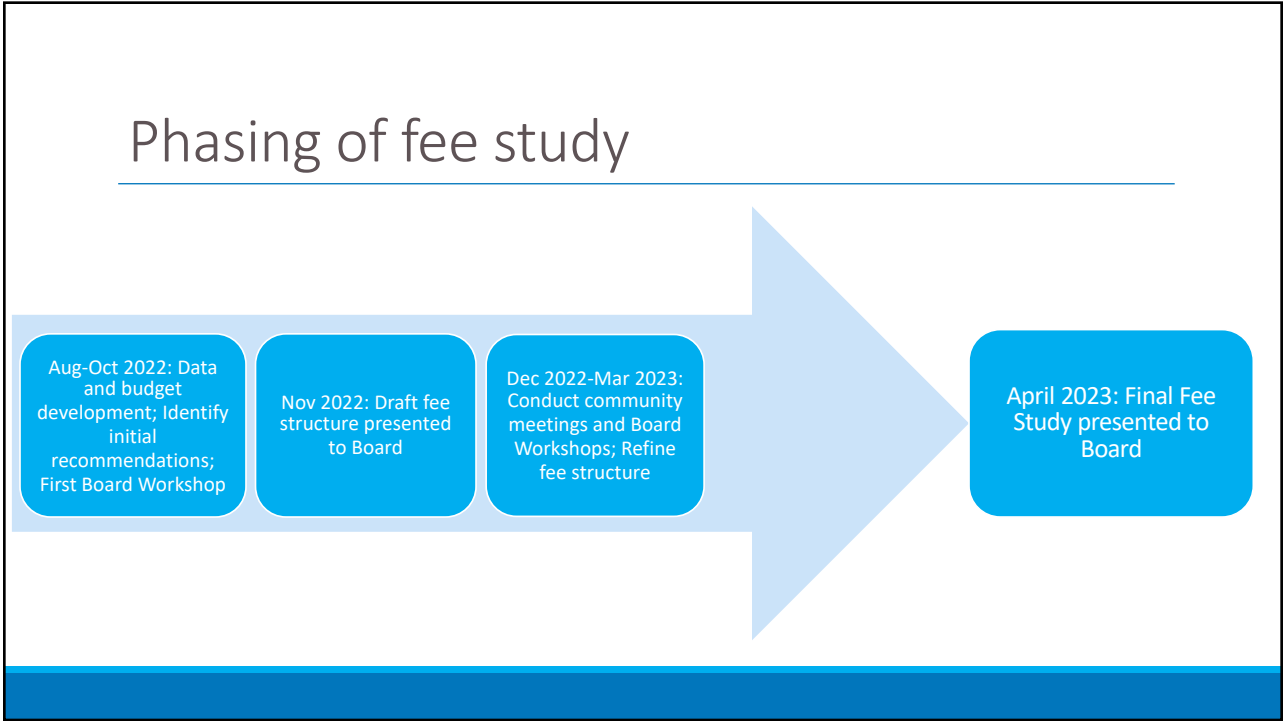 Phasing of fee study
Aug-Oct 2022: Data
and budget
development; Identify
initial
recommendations;
First Board Workshop
Nov 2022: Draft fee
structure presented
to Board
Dec 2022-Mar 2023:
Conduct community
meetings and Board
Workshops; Refine
fee structure
April 2023: Final Fee
Study presented to
Board